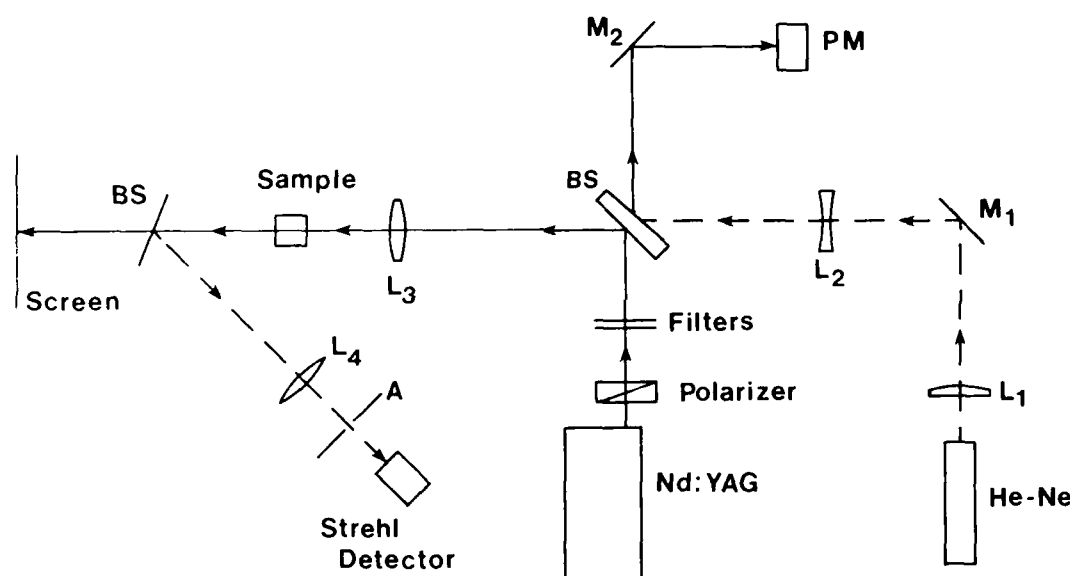 M2
PM
BS
Sample
BS
M1
L3
L2
Screen
Filters
L4
A
Polarizer
L1
Nd:YAG
He-Ne
Strehl
Detector